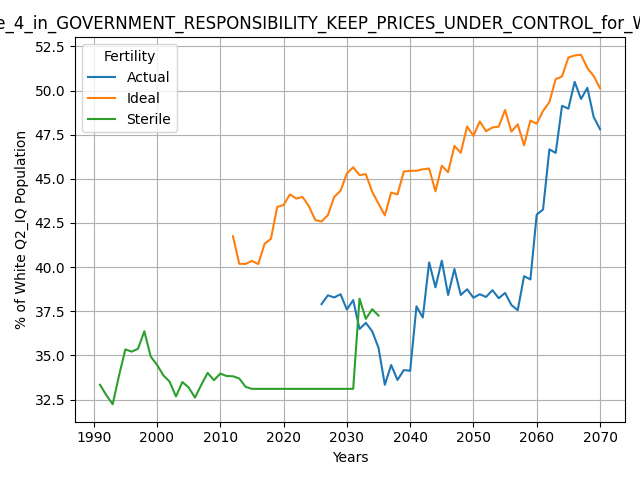 e_4_in_GOVERNMENT_RESPONSIBILITY_KEEP_PRICES_UNDER_CONTROL_for_W
Fertility
Actual
Ideal
Sterile
% of White Q2_IQ Population
52.5
50.0
47.5
45.0
42.5
40.0
37.5
35.0
32.5
1990 2000 2010 2020 2030 2040 2050 2060 2070
Years